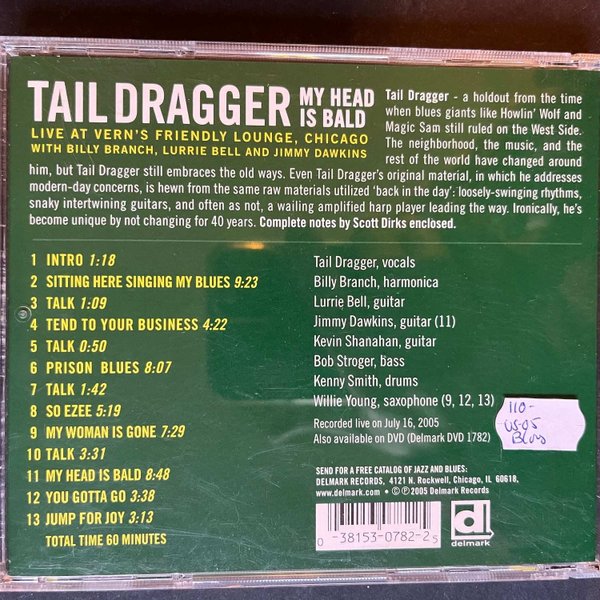 TAIL DRAGGER MY HEAD IS BALD
LIVE AT VERN'S FRIENDLY LOUNGE, CHICAGO
WITH BILLY BRANCH, LURRIE BELL AND JIMMY DAWKINS
Tail Dragger - a holdout from the time
when blues giants like Howlin' Wolf and
Magic Sam still ruled on the West Side.
The neighborhood, the music, and the
rest of the world have changed around
him, but Tail Dragger still embraces the old ways. Even Tail Dragger's original material, in which he addresses
modern-day concerns, is hewn from the same raw materials utilized 'back in the day': loosely-swinging rhythms,
snaky intertwining guitars, and often as not, a wailing amplified harp player leading the way. Ironically, he's
become unique by not changing for 40 years. Complete notes by Scott Dirks enclosed.
1 INTRO 1:18
2 SITTING HERE SINGING MY BLUES 9:23
3 TALK 1:09
4 TEND TO YOUR BUSINESS 4:22
5 TALK 0:50
6 PRISON BLUES 8:07
7 TALK 1:42
8 SO EZEE 5:19
9 MY WOMAN IS GONE 7:29
10 TALK 3:31
11 MY HEAD IS BALD 8:48
12 YOU GOTTA GO 3:38
13 JUMP FOR JOY 3:13
TOTAL TIME 60 MINUTES
Tail Dragger, vocals
Billy Branch, harmonica
Lurrie Bell, guitar
Jimmy Dawkins, guitar (11)
Kevin Shanahan, guitar
Bob Stroger, bass
Kenny Smith, drums
Willie Young, saxophone (9, 12, 13)
Recorded live on July 16, 2005
Also available on DVD (Delmark DVD 1782)
110-
US-05
Blues
SEND FOR A FREE CATALOG OF JAZZ AND BLUES:
DELMARK RECORDS, 4121 N. Rockwell, Chicago, IL 60618,
www.delmark.com • ©℗2005 Delmark Records
0 38153-0782-2 5
d
delmark